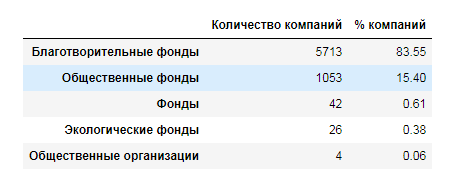 Количество компаний % компаний
Благотворительные фонды 5713 83.55
Общественные фонды 1053 15.40
Фонды 42 0.61
Экологические фонды 26 0.38
Общественные организации 4 0.06